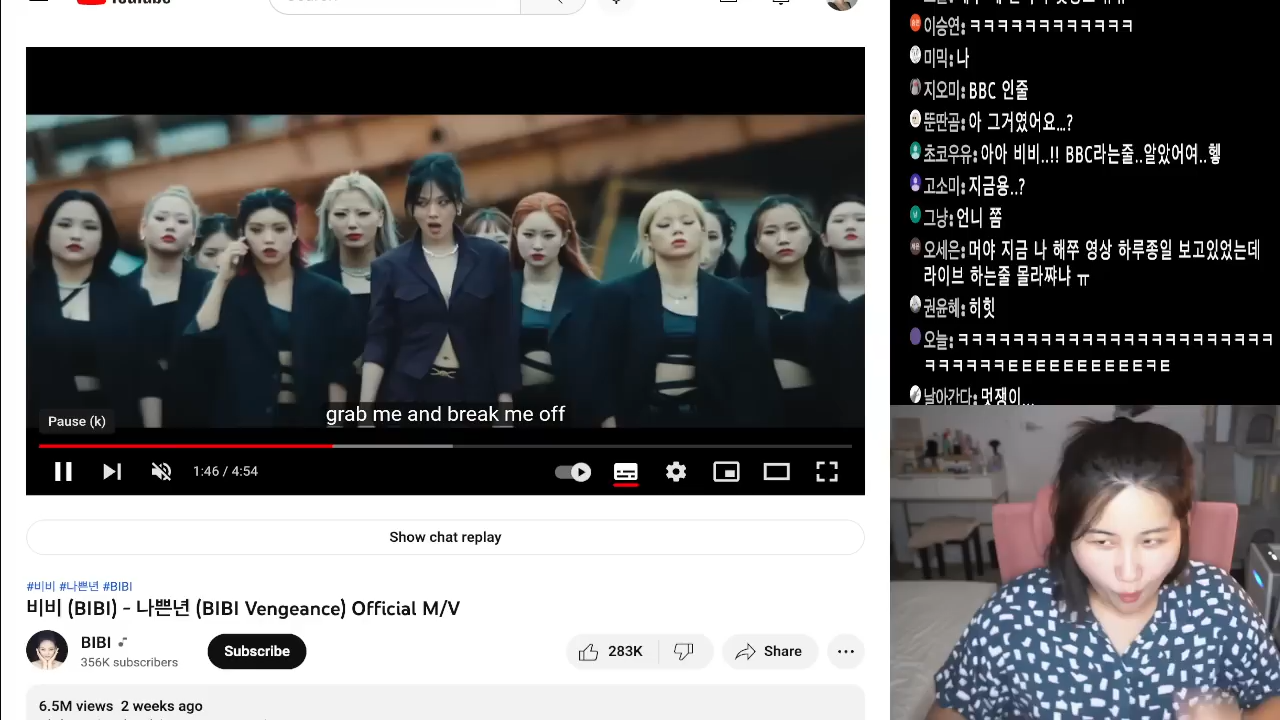 grab me and break me off
Pause (k)
1:46 / 4:54
Show chat replay
#비비 #나쁜년 #BIBI
비비 (BIBI) - 나쁜년 (BIBI Vengeance) Official M/V
BIBI
356K subscribers
Subscribe
283K
Share
6.5M views 2 weeks ago
이승연: ㅋㅋㅋㅋㅋㅋㅋㅋㅋㅋㅋㅋ
미믹: 나
지오미: BBC 인줄
뚠딴곰: 아 그거였어요...?
초코우유: 아아 비비..!! BBC라는줄..알았어여..헿
고소미: 지금용..?
그냥: 언니 쫌
오세은: 머야 지금 나 해쭈 영상 하루종일 보고있었는데
라이브 하는줄 몰라짜냐 ㅠ
권윤혜: 히힛
오늘: ㅋㅋㅋㅋㅋㅋㅋㅋㅋㅋㅋㅋㅋㅋㅋㅋㅋㅋㅋㅋㅋㅋㅋ
ㅋㅋㅋㅋㅋㅋㅌㅌㅌㅌㅌㅌㅌㅌㅌㅌㅋㅌ
날아간다: 멋쟁이...